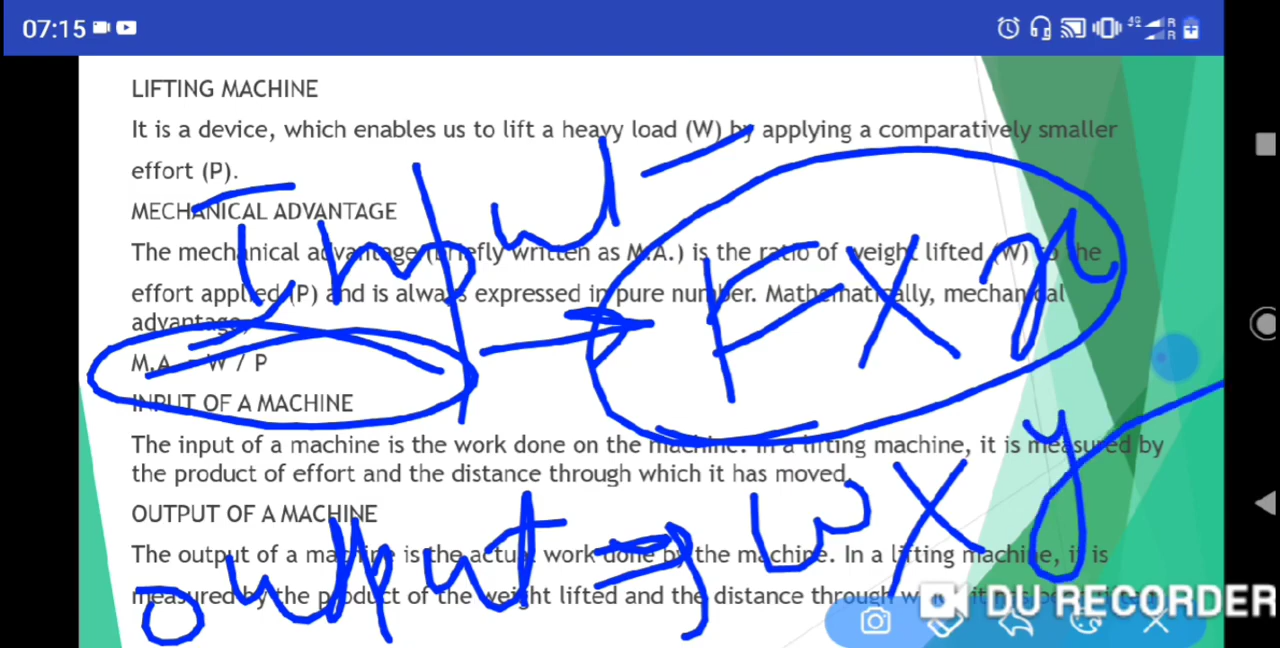 07:15
4G R
R
LIFTING MACHINE
It is a device, which enables us to lift a heavy load (W) by applying a comparatively smaller
effort (P).
MECHANICAL ADVANTAGE
The mechanical advantage (briefly written as M.A.) is the ratio of weight lifted (W) to the
effort applied (P) and is always expressed in pure number. Mathematically, mechanical
advantage,
M.A. = W / P
INPUT OF A MACHINE
The input of a machine is the work done on the machine. In a lifting machine, it is measured by
the product of effort and the distance through which it has moved.
OUTPUT OF A MACHINE
The output of a machine is the actual work done by the machine. In a lifting machine, it is
measured by the product of the weight lifted and the distance through
Input
F X x
output W X y
DU RECORDER